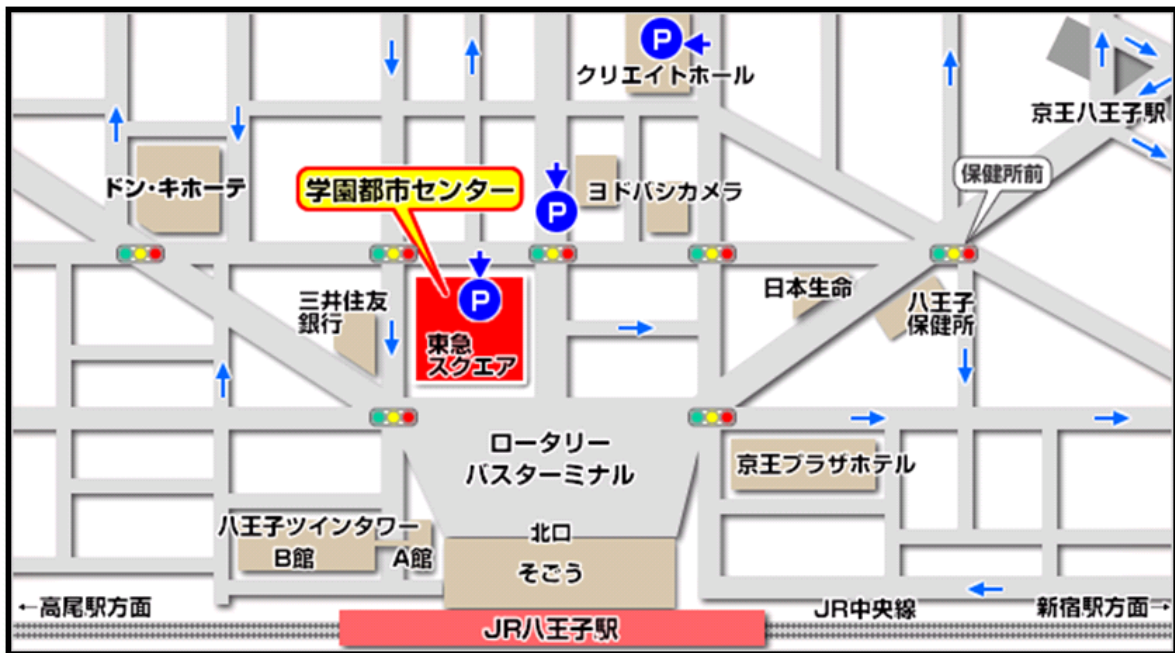 P
クリエイトホール
京王八王子駅
ドン・キホーテ
学園都市センター
P
ヨドバシカメラ
保健所前
三井住友
銀行
P
東急
スクエア
日本生命
八王子
保健所
ロータリー
バスターミナル
京王プラザホテル
八王子ツインタワー
B館
A館
北口
そごう
←高尾駅方面
JR中央線
新宿駅方面→
JR八王子駅